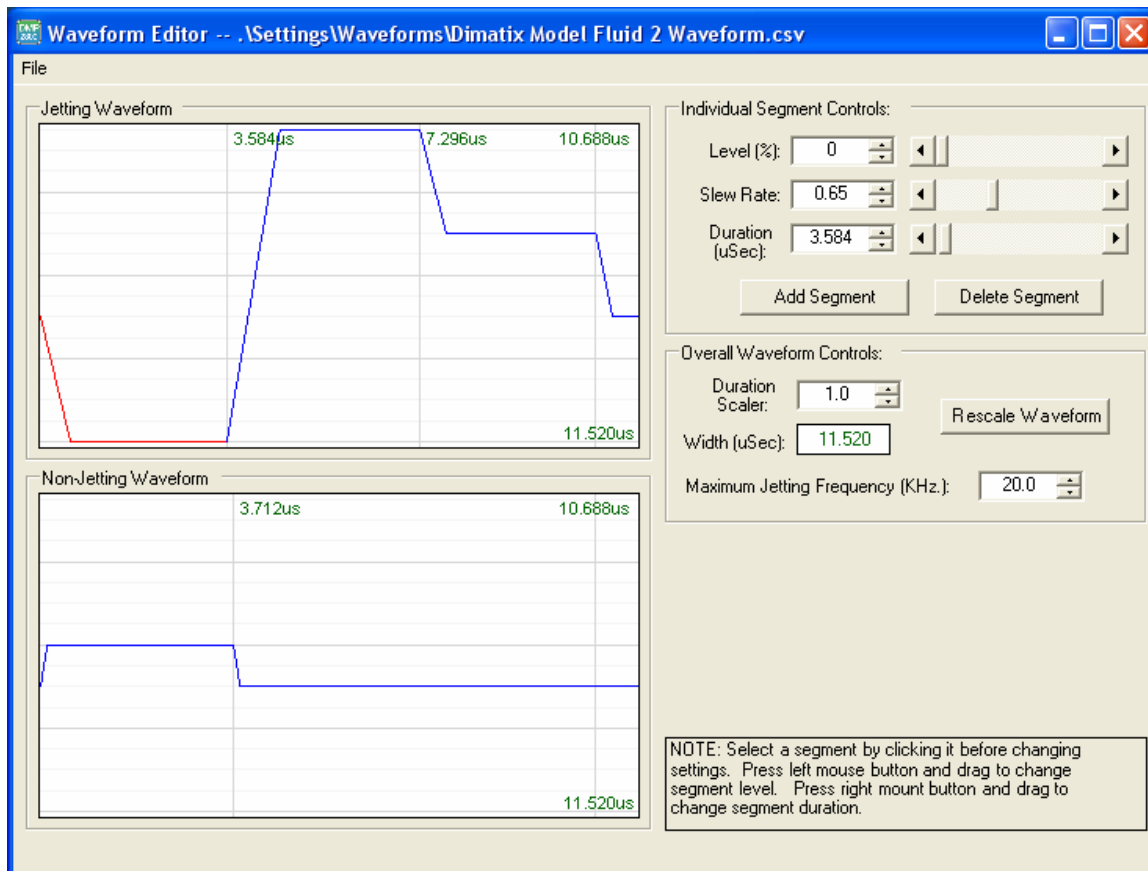 DMP
Waveform Editor -- .\Settings\Waveforms\Dimatix Model Fluid 2 Waveform.csv
File
Jetting Waveform
3.584us
7.296us
10.688us
11.520us
Non-Jetting Waveform
3.712us
10.688us
11.520us
Individual Segment Controls:
Level (%):
0
Slew Rate:
0.65
Duration
(uSec):
3.584
Add Segment
Delete Segment
Overall Waveform Controls:
Duration
Scaler:
1.0
Rescale Waveform
Width (uSec):
11.520
Maximum Jetting Frequency (KHz.):
20.0
NOTE: Select a segment by clicking it before changing
settings. Press left mouse button and drag to change
segment level. Press right mount button and drag to
change segment duration.